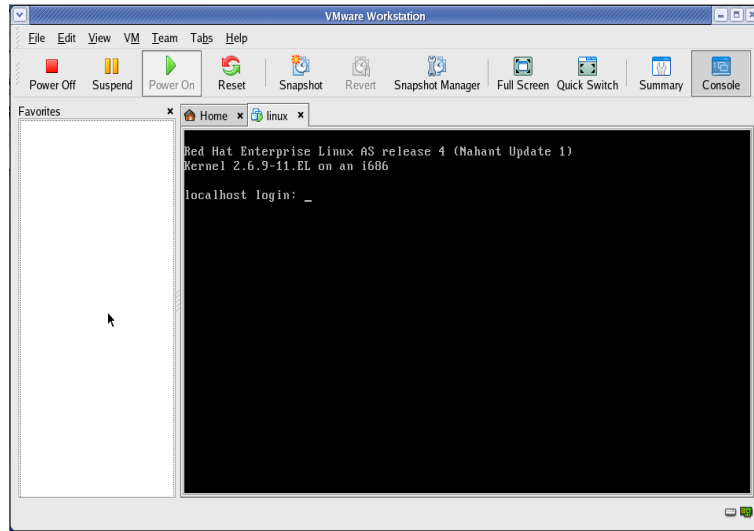 VMware Workstation
File Edit View VM Team Tabs Help
Power Off Suspend Power On Reset Snapshot Revert Snapshot Manager Full Screen Quick Switch Summary Console
Favorites
Home linux
Red Hat Enterprise Linux AS release 4 (Nahant Update 1)
Kernel 2.6.9-11.EL on an i686
localhost login: _